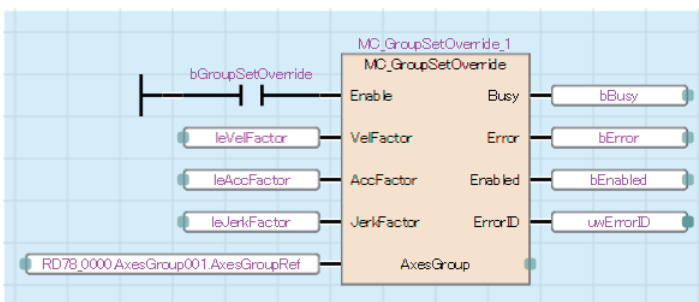 MC_GroupSetOverride_1
MC_GroupSetOverride
bGroupSetOverride
Enable Busy bBusy
leVelFactor VelFactor Error bError
leAccFactor AccFactor Enabled bEnabled
leJerkFactor JerkFactor ErrorID uwErrorID
RD78_0000.AxesGroup001.AxesGroupRef AxesGroup